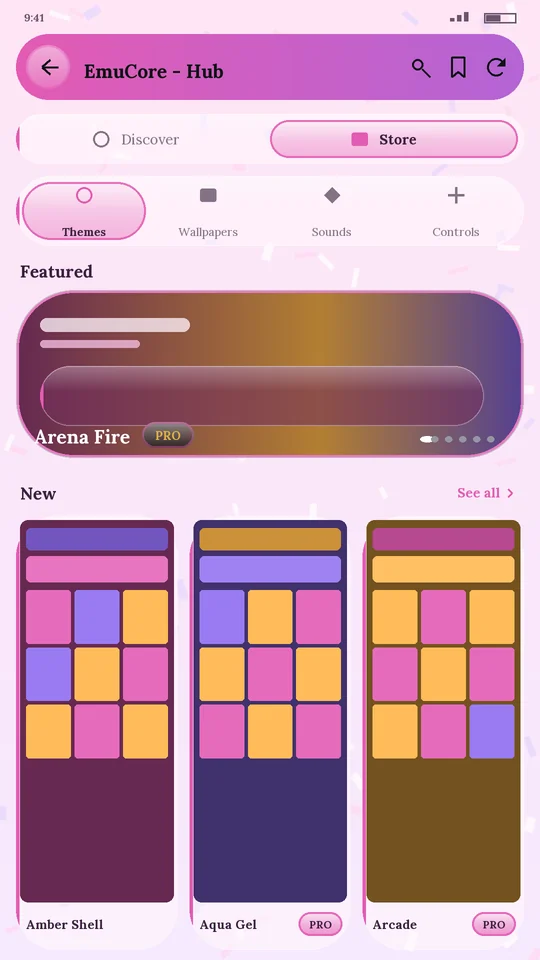 9:41
EmuCore - Hub
Discover
Store
Themes
Wallpapers
Sounds
Controls
Featured
Arena Fire
PRO
New
See all
Amber Shell
Aqua Gel
PRO
Arcade
PRO